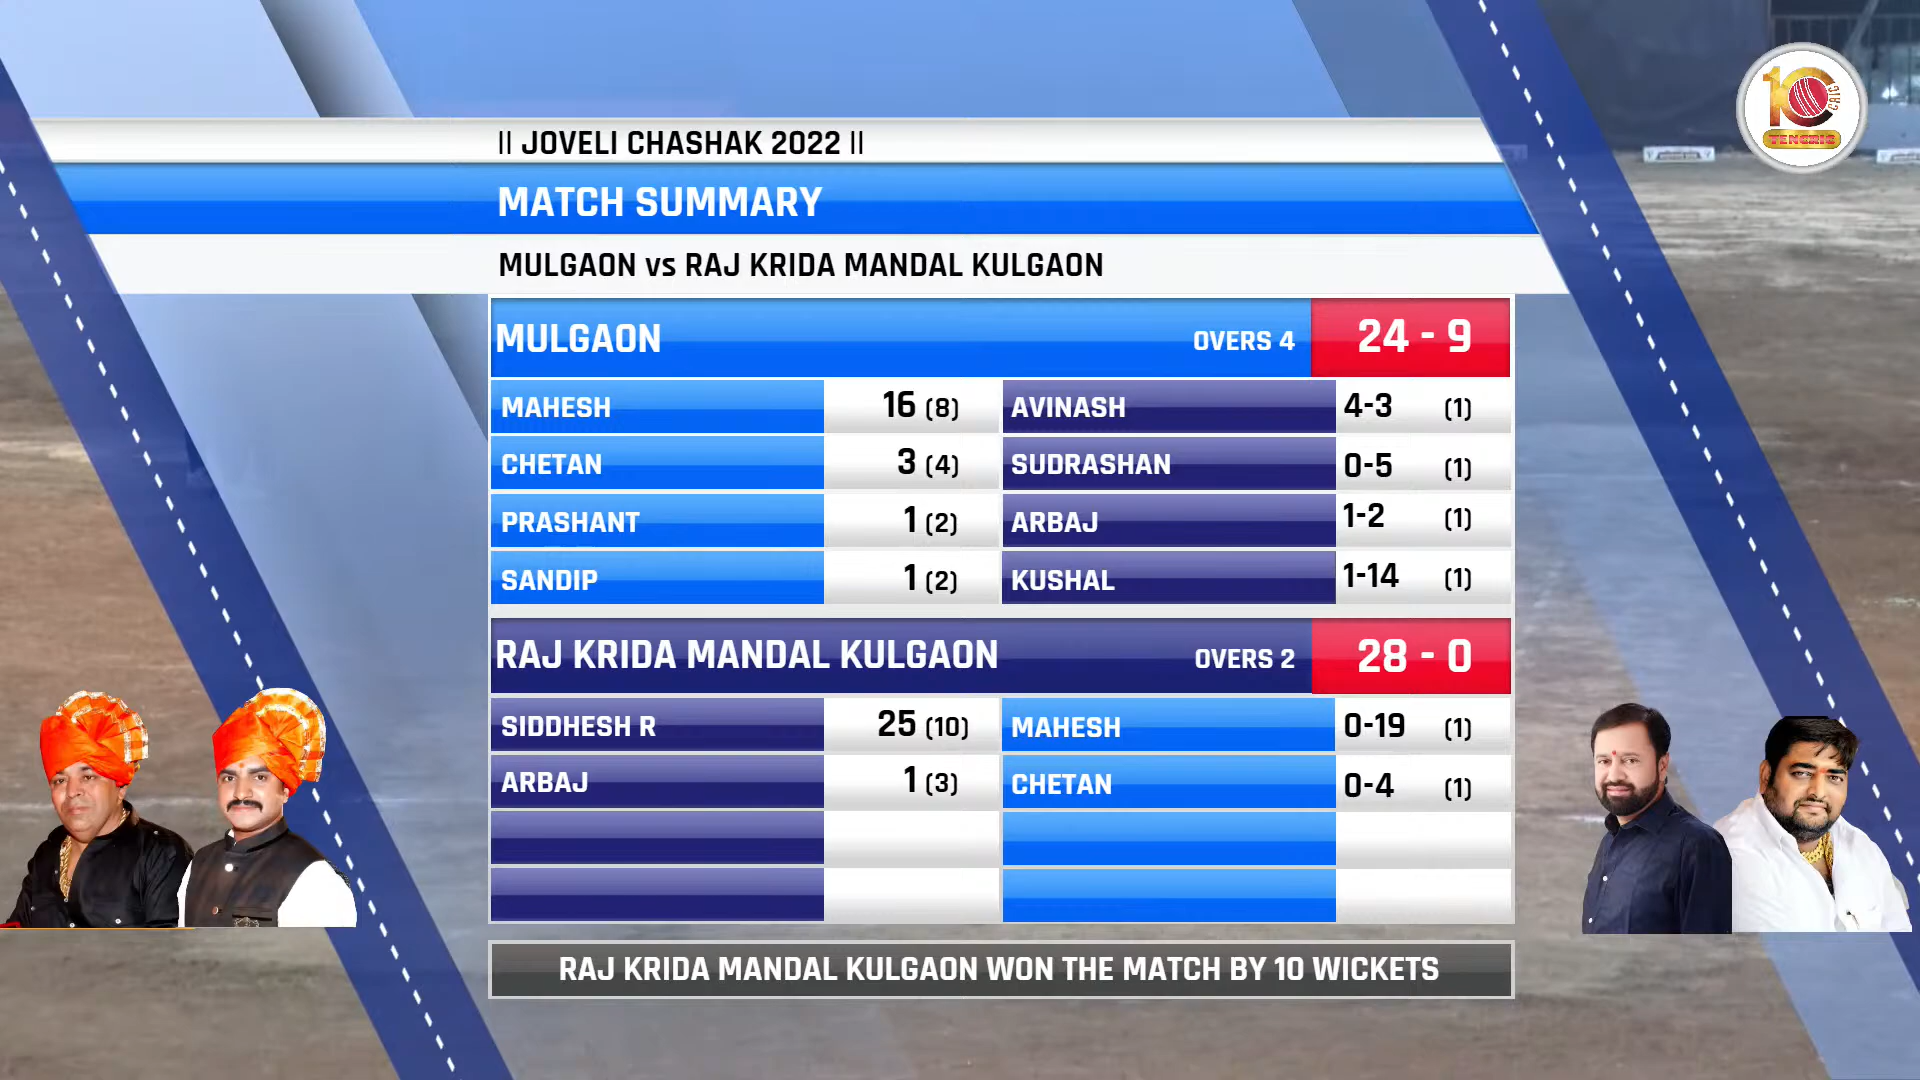 || JOVELI CHASHAK 2022 ||
MATCH SUMMARY
MULGAON vs RAJ KRIDA MANDAL KULGAON
MULGAON OVERS 4 24 - 9
MAHESH 16 (8) AVINASH 4-3 (1)
CHETAN 3 (4) SUDRASHAN 0-5 (1)
PRASHANT 1 (2) ARBAJ 1-2 (1)
SANDIP 1 (2) KUSHAL 1-14 (1)
RAJ KRIDA MANDAL KULGAON OVERS 2 28 - 0
SIDDHESH R 25 (10) MAHESH 0-19 (1)
ARBAJ 1 (3) CHETAN 0-4 (1)
RAJ KRIDA MANDAL KULGAON WON THE MATCH BY 10 WICKETS
10
CRIC
TENCRIC